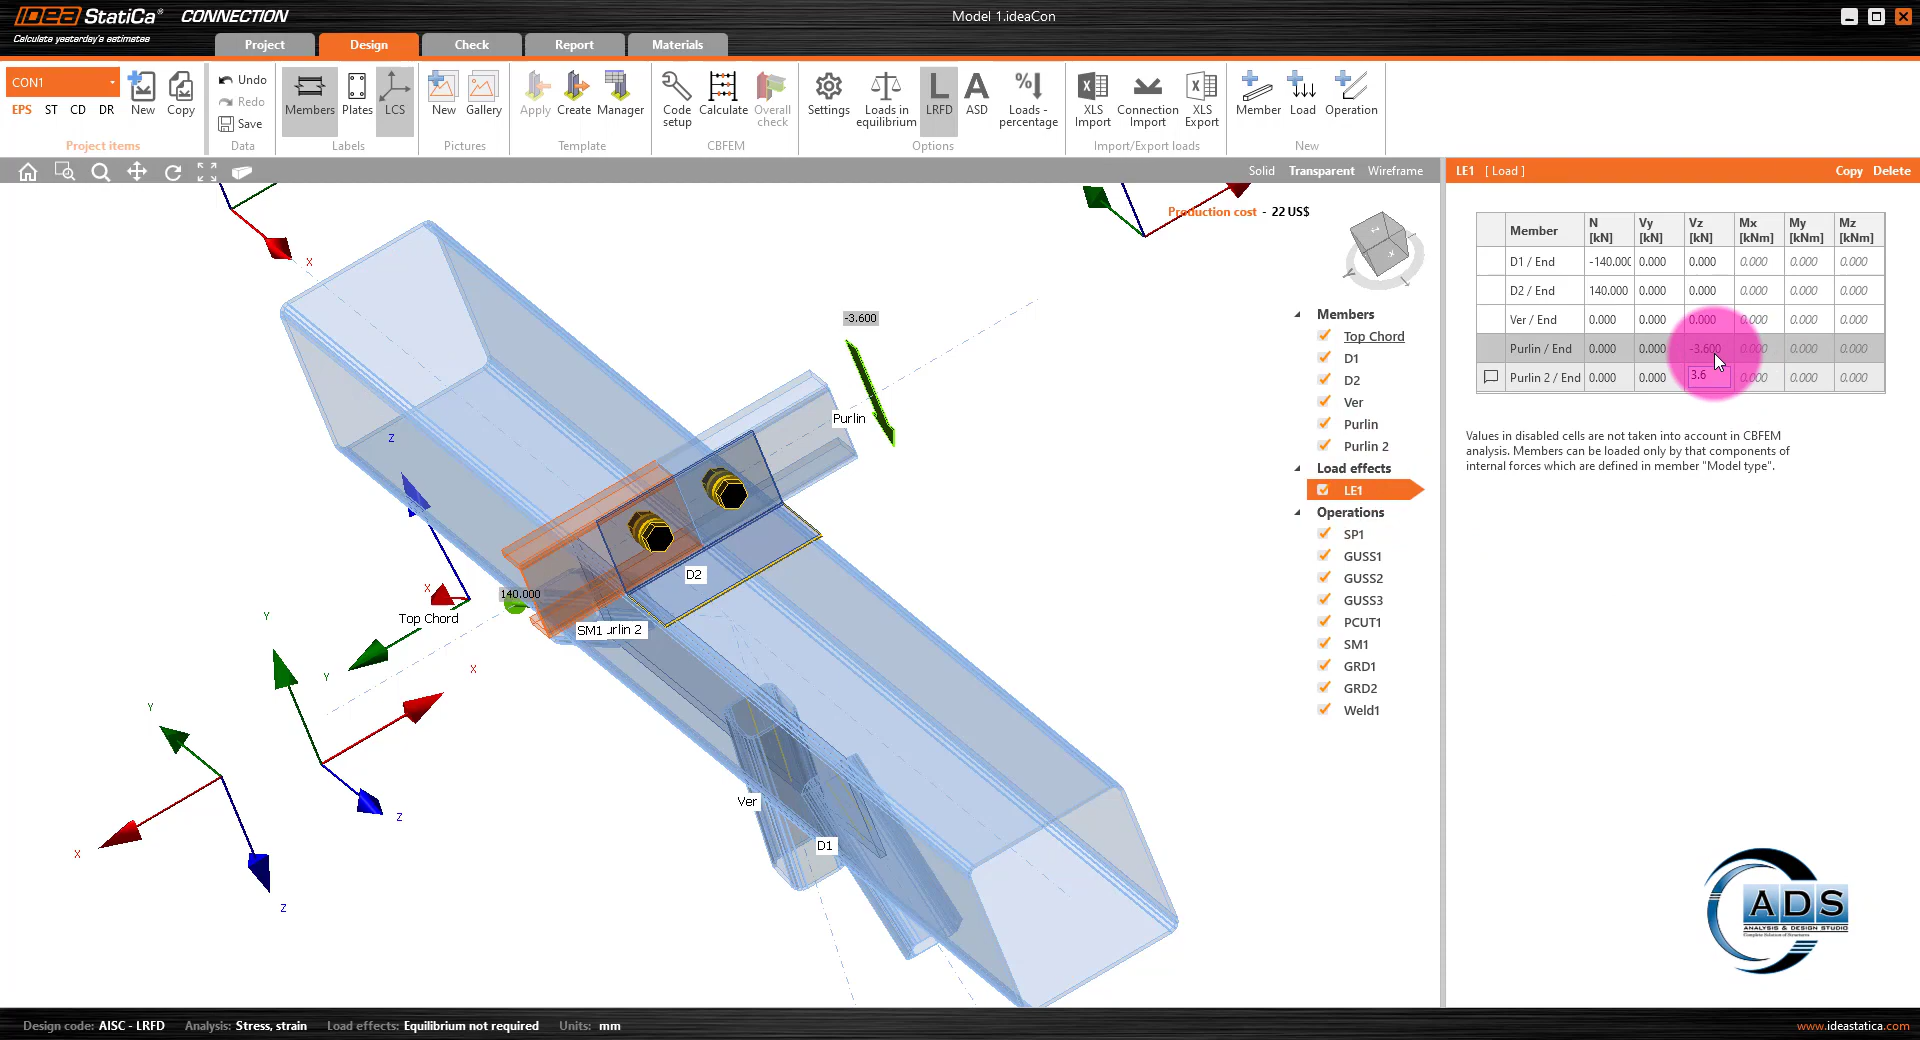 IDEA StatiCa® CONNECTION
Calculate yesterday's estimates
Model 1.ideaCon
Project
Design
Check
Report
Materials
CON1
EPS ST CD DR
New
Copy
Undo
Redo
Save
Members
Plates
LCS
New
Gallery
Apply
Create
Manager
Code setup
Calculate
Overall check
Settings
Loads in equilibrium
LRFD
ASD
Loads - percentage
XLS Import
Connection Import
XLS Export
Member
Load
Operation
Project items
Data
Labels
Pictures
Template
CBFEM
Options
Import/Export loads
New
Solid Transparent Wireframe
LE1 [ Load ]
Copy Delete
Production cost - 22 US$
Member N [kN] Vy [kN] Vz [kN] Mx [kNm] My [kNm] Mz [kNm]
D1 / End -140.000 0.000 0.000 0.000 0.000 0.000
D2 / End 140.000 0.000 0.000 0.000 0.000 0.000
Ver / End 0.000 0.000 0.000 0.000 0.000 0.000
Purlin / End 0.000 0.000 -3.600 0.000 0.000 0.000
Purlin 2 / End 0.000 0.000 3.6 0.000 0.000 0.000
Values in disabled cells are not taken into account in CBFEM
analysis. Members can be loaded only by that components of
internal forces which are defined in member "Model type".
Members
Top Chord
D1
D2
Ver
Purlin
Purlin 2
Load effects
LE1
Operations
SP1
GUSS1
GUSS2
GUSS3
PCUT1
SM1
GRD1
GRD2
Weld1
X
-3.600
Purlin
Z
D2
X
140.000
Top Chord
SM1
urlin 2
Y
Y
X
Y
Z
X
Z
Ver
D1
ADS
ANALYSIS & DESIGN STUDIO
Complete Solution of Structures
Design code: AISC - LRFD Analysis: Stress, strain Load effects: Equilibrium not required Units: mm
www.ideastatica.com